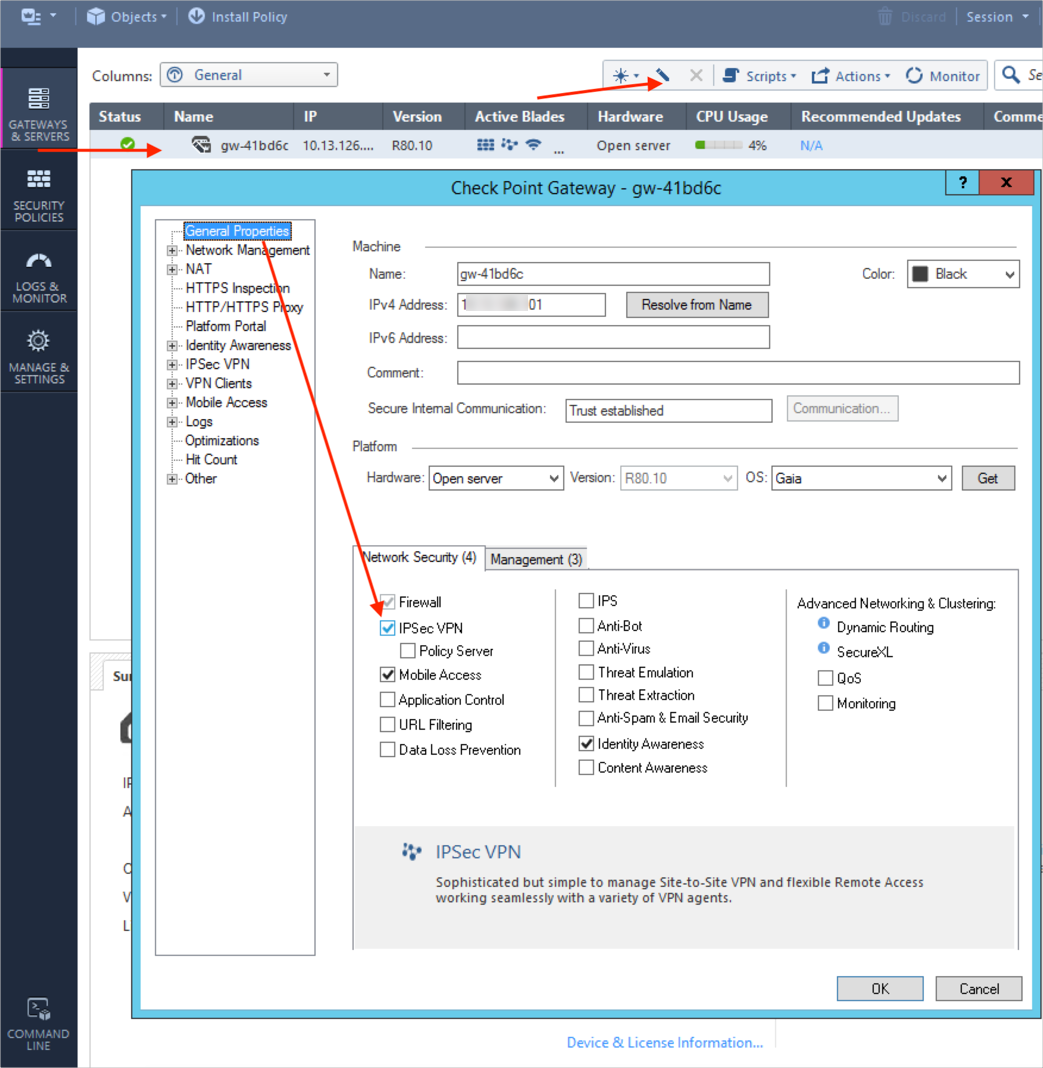 Objects
Install Policy
Discard
Session
Columns:
General
Scripts
Actions
Monitor
Status
Name
IP
Version
Active Blades
Hardware
CPU Usage
Recommended Updates
gw-41bd6c
10.13.126....
R80.10
...
Open server
4%
N/A
GATEWAYS
& SERVERS
SECURITY
POLICIES
LOGS &
MONITOR
MANAGE &
SETTINGS
COMMAND
LINE
Check Point Gateway - gw-41bd6c
?
X
General Properties
Network Management
NAT
HTTPS Inspection
HTTP/HTTPS Proxy
Platform Portal
Identity Awareness
IPSec VPN
VPN Clients
Mobile Access
Logs
Optimizations
Hit Count
Other
Machine
Name:
gw-41bd6c
Color:
Black
IPv4 Address:
1
01
Resolve from Name
IPv6 Address:
Comment:
Secure Internal Communication:
Trust established
Communication...
Platform
Hardware:
Open server
Version:
R80.10
OS:
Gaia
Get
Network Security (4)
Management (3)
Firewall
IPSec VPN
Policy Server
Mobile Access
Application Control
URL Filtering
Data Loss Prevention
IPS
Anti-Bot
Anti-Virus
Threat Emulation
Threat Extraction
Anti-Spam & Email Security
Identity Awareness
Content Awareness
Advanced Networking & Clustering:
Dynamic Routing
SecureXL
QoS
Monitoring
IPSec VPN
Sophisticated but simple to manage Site-to-Site VPN and flexible Remote Access
working seamlessly with a variety of VPN agents.
OK
Cancel
Device & License Information...